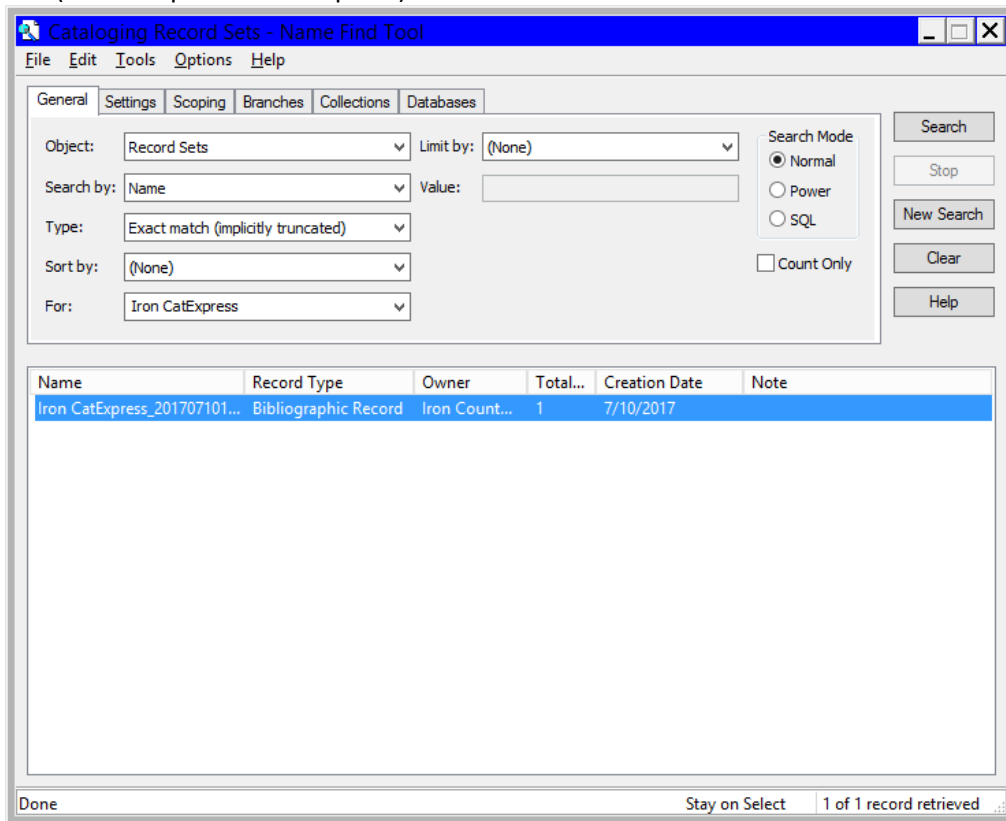 Cataloging Record Sets - Name Find Tool
File Edit Tools Options Help
General Settings Scoping Branches Collections Databases
Object: Record Sets Limit by: (None)
Search by: Name Value:
Type: Exact match (implicitly truncated)
Sort by: (None)
For: Iron CatExpress
Search Mode
Normal
Power
SQL
Count Only
Search
Stop
New Search
Clear
Help
Name Record Type Owner Total... Creation Date Note
Iron CatExpress_201707101... Bibliographic Record Iron Count... 1 7/10/2017
Done Stay on Select 1 of 1 record retrieved